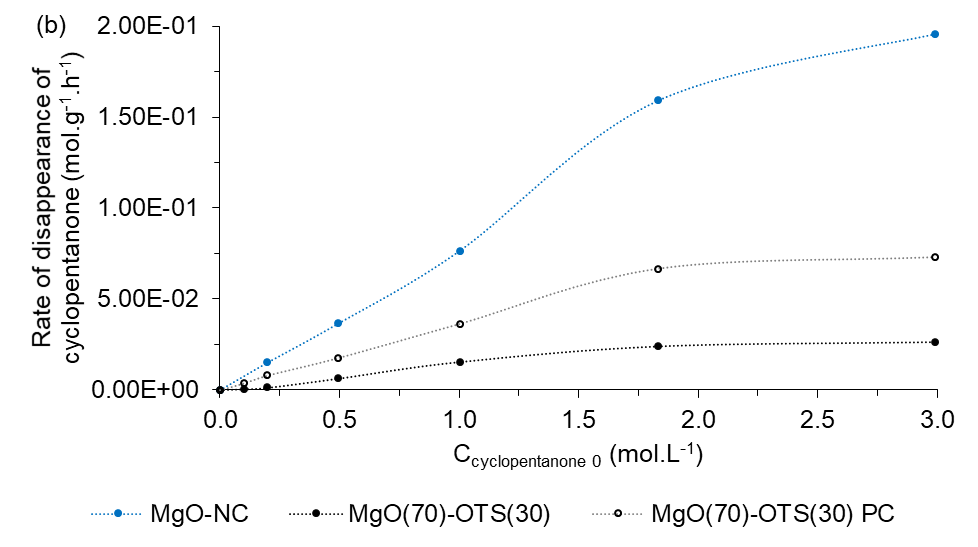 (b)
Rate of disappearance of
cyclopentanone (mol.g-1.h-1)
2.00E-01
1.50E-01
1.00E-01
5.00E-02
0.00E+00
0.0 0.5 1.0 1.5 2.0 2.5 3.0
Ccyclopentanone 0 (mol.L-1)
MgO-NC MgO(70)-OTS(30) MgO(70)-OTS(30) PC